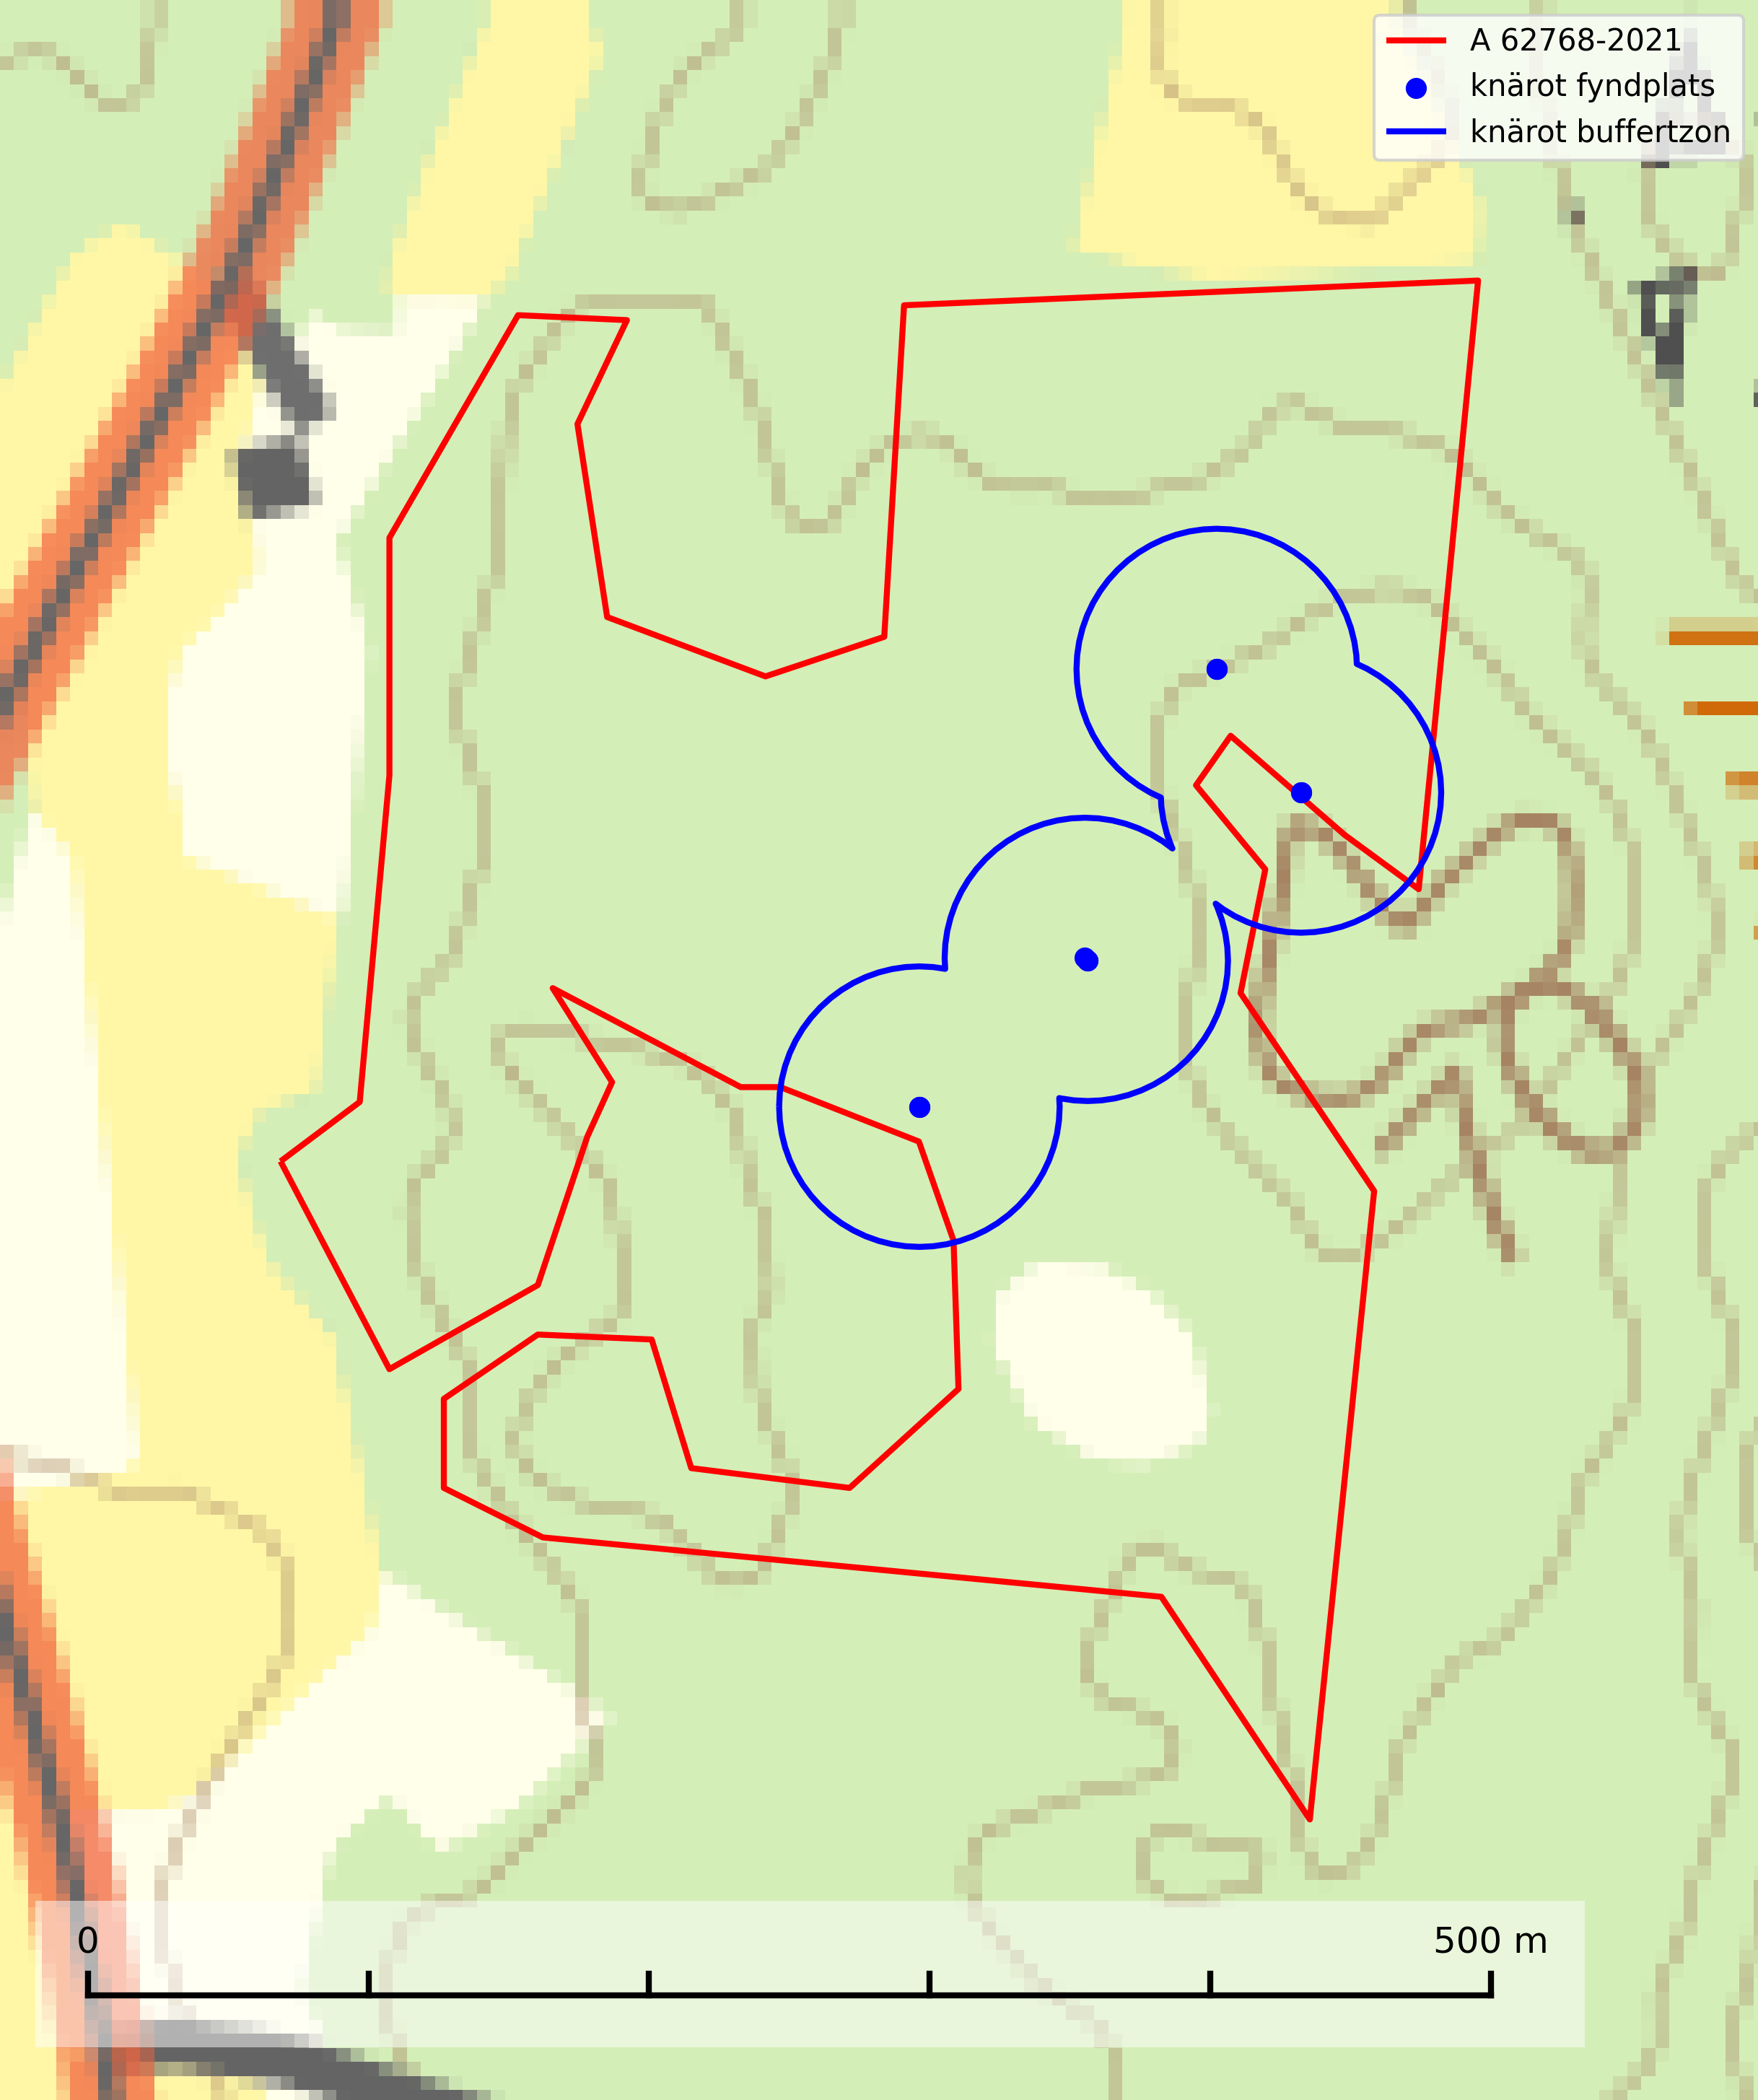 A 62768-2021
knärot fyndplats
knärot buffertzon
0
500 m